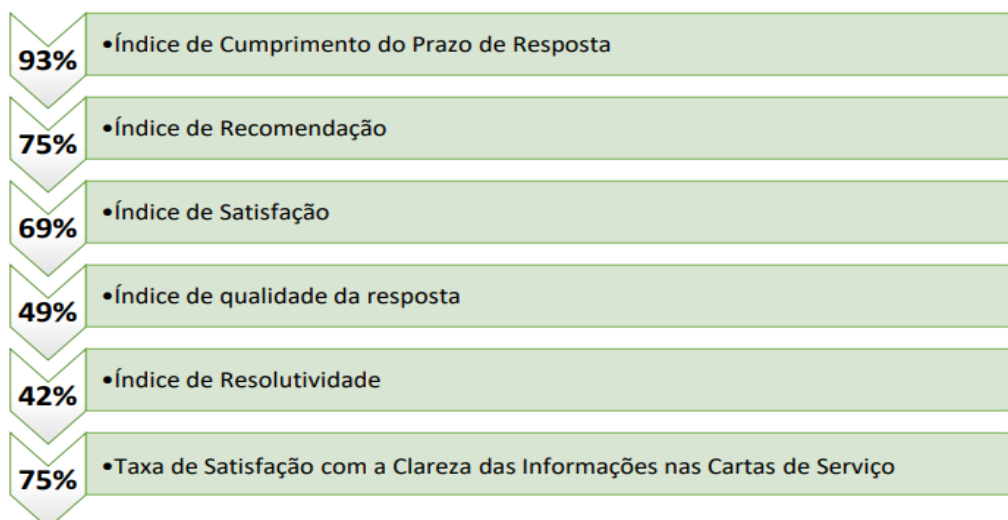 93%
•Índice de Cumprimento do Prazo de Resposta
75%
•Índice de Recomendação
69%
•Índice de Satisfação
49%
•Índice de qualidade da resposta
42%
•Índice de Resolutividade
75%
•Taxa de Satisfação com a Clareza das Informações nas Cartas de Serviço